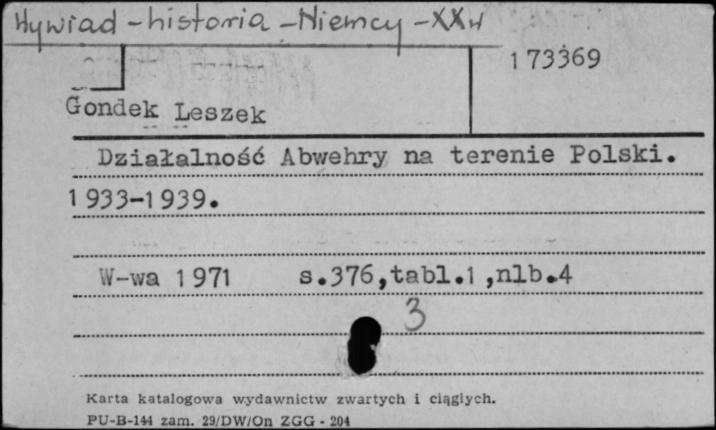 Wywiad - historia - Niemcy - XXw
173369
Gondek Leszek
Działalność Abwehry na terenie Polski.
1933-1939.
W-wa 1971 s.376,tabl.1,nlb.4
3
Karta katalogowa wydawnictw zwartych i ciągłych.
PU-B-144 zam. 29/DW/On ZGG - 204